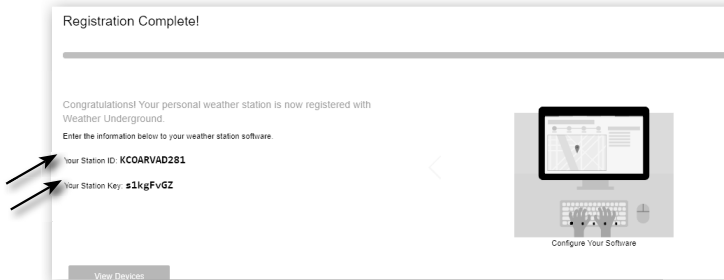 Registration Complete!
Congratulations! Your personal weather station is now registered with
Weather Underground.
Enter the information below to your weather station software.
Your Station ID: KCOARVAD281
Your Station Key: s1kgFvGZ
Configure Your Software
View Devices